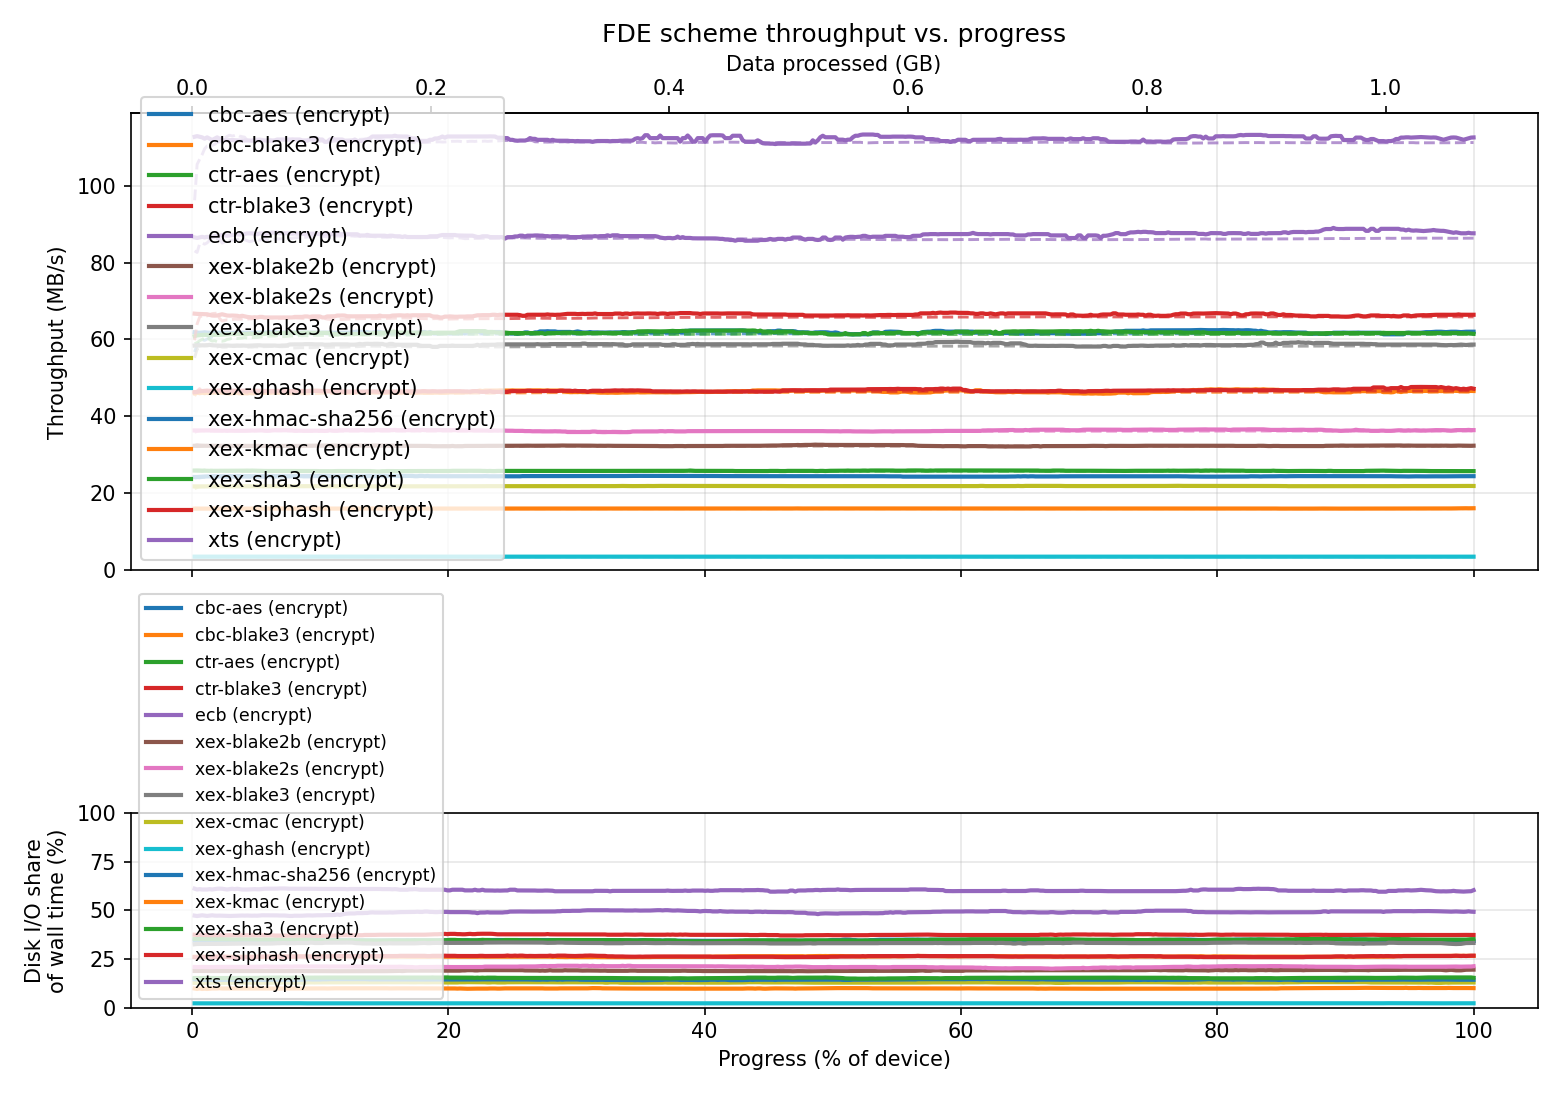 FDE scheme throughput vs. progress
Data processed (GB)
0.0 0.2 0.4 0.6 0.8 1.0
Throughput (MB/s)
100
80
60
40
20
0
cbc-aes (encrypt)
cbc-blake3 (encrypt)
ctr-aes (encrypt)
ctr-blake3 (encrypt)
ecb (encrypt)
xex-blake2b (encrypt)
xex-blake2s (encrypt)
xex-blake3 (encrypt)
xex-cmac (encrypt)
xex-ghash (encrypt)
xex-hmac-sha256 (encrypt)
xex-kmac (encrypt)
xex-sha3 (encrypt)
xex-siphash (encrypt)
xts (encrypt)
cbc-aes (encrypt)
cbc-blake3 (encrypt)
ctr-aes (encrypt)
ctr-blake3 (encrypt)
ecb (encrypt)
xex-blake2b (encrypt)
xex-blake2s (encrypt)
xex-blake3 (encrypt)
xex-cmac (encrypt)
xex-ghash (encrypt)
xex-hmac-sha256 (encrypt)
xex-kmac (encrypt)
xex-sha3 (encrypt)
xex-siphash (encrypt)
xts (encrypt)
Disk I/O share
of wall time (%)
100
75
50
25
0
0 20 40 60 80 100
Progress (% of device)